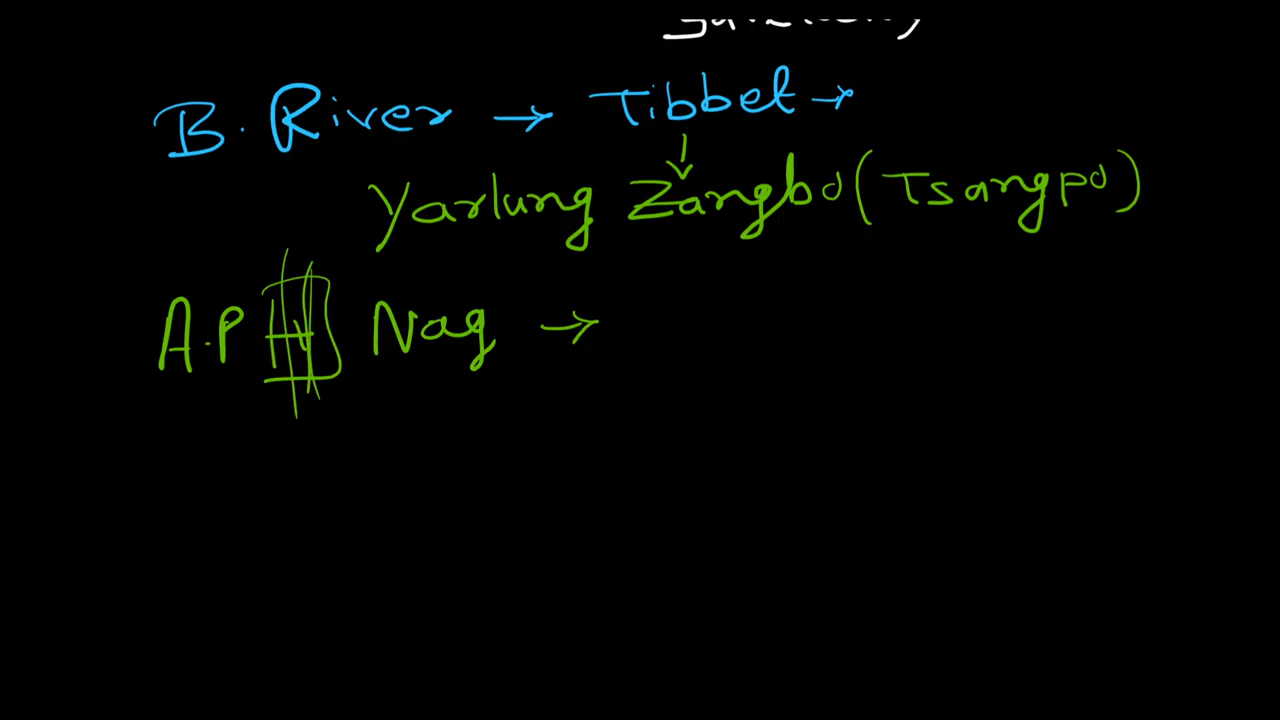 B. River → Tibbet →
↓
Yarlung Zangbo (Tsangpo)
A.P Nag →